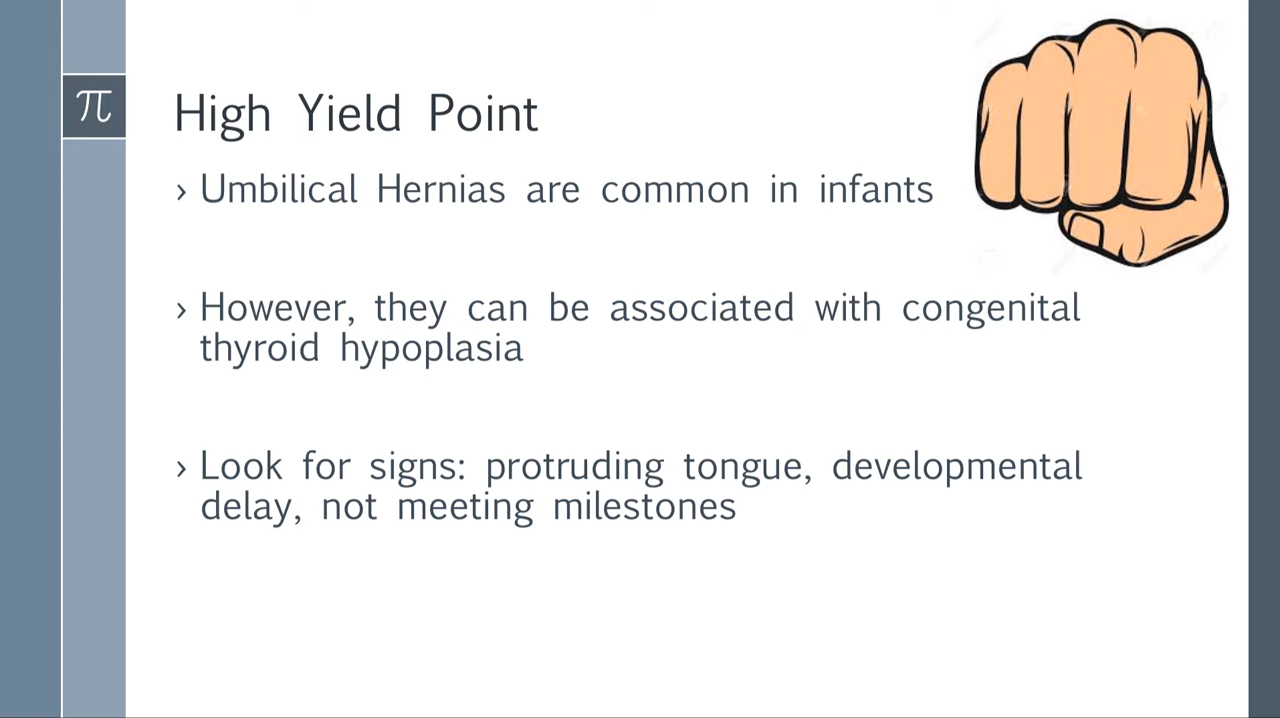 π
High Yield Point
› Umbilical Hernias are common in infants
› However, they can be associated with congenital
thyroid hypoplasia
› Look for signs: protruding tongue, developmental
delay, not meeting milestones